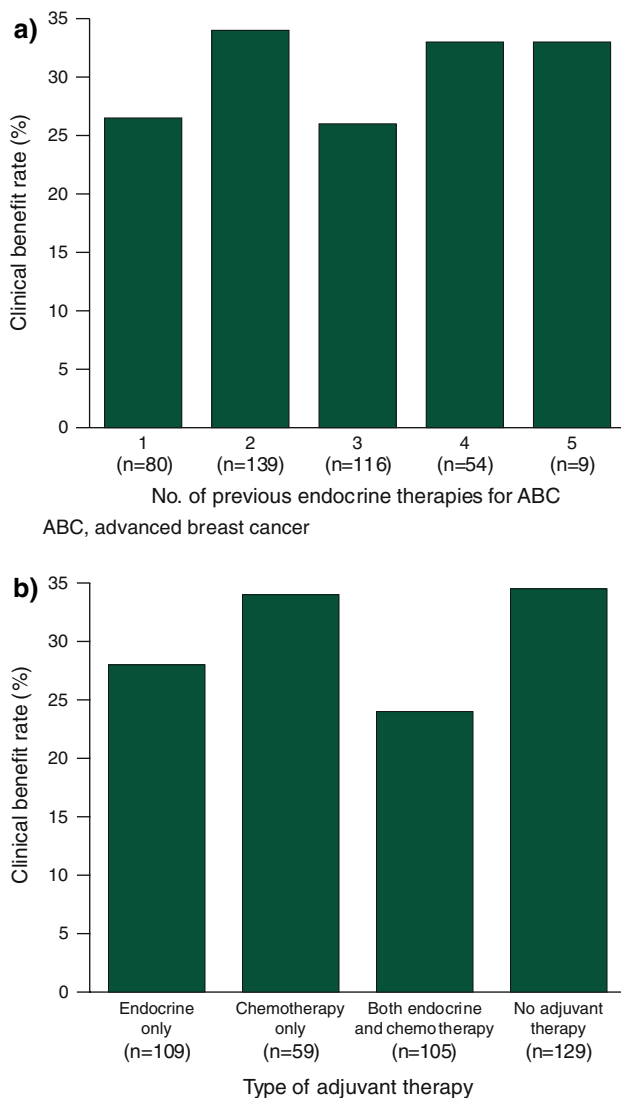 a)
Clinical benefit rate (%)
35
30
25
20
15
10
5
0
1 2 3 4 5
(n=80) (n=139) (n=116) (n=54) (n=9)
No. of previous endocrine therapies for ABC
ABC, advanced breast cancer
b)
Clinical benefit rate (%)
35
30
25
20
15
10
5
0
Endocrine Chemotherapy Both endocrine No adjuvant
only only and chemotherapy therapy
(n=109) (n=59) (n=105) (n=129)
Type of adjuvant therapy